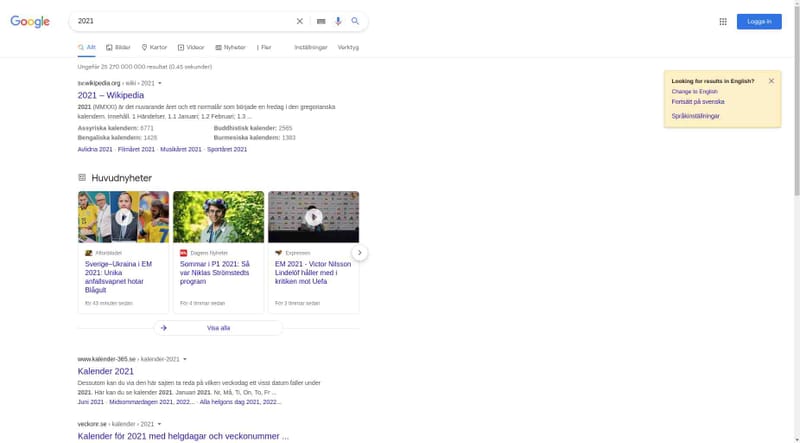 Google
2021
Logga in
Allt
Bilder
Kartor
Videor
Nyheter
Fler
Inställningar
Verktyg
Ungefär 25 270 000 000 resultat (0,45 sekunder)
Looking for results in English?
Change to English
Fortsätt på svenska
Språkinställningar
sv.wikipedia.org › wiki › 2021
2021 – Wikipedia
2021 (MMXXI) är det nuvarande året och ett normalår som började en fredag i den gregorianska
kalendern. Innehåll. 1 Händelser. 1.1 Januari; 1.2 Februari; 1.3 ...
Assyriska kalendern: 6771
Buddhistisk kalender: 2565
Bengaliska kalendern: 1428
Burmesiska kalendern: 1383
Avlidna 2021 · Filmåret 2021 · Musikåret 2021 · Sportåret 2021
Huvudnyheter
Aftonbladet
Sverige–Ukraina i EM
2021: Unika
anfallsvapnet hotar
Blågult
för 43 minuter sedan
Dagens Nyheter
Sommar i P1 2021: Så
var Niklas Strömstedts
program
För 4 timmar sedan
Expressen
EM 2021 - Victor Nilsson
Lindelöf håller med i
kritiken mot Uefa
För 2 timmar sedan
Visa alla
www.kalender-365.se › kalender-2021
Kalender 2021
Dessutom kan du via den här sajten ta reda på vilken veckodag ett visst datum faller under
2021. Här kan du se kalender 2021. Januari 2021. Nr, Må, Ti, On, To, Fr ...
Juni 2021 · Midsommardagen 2021, 2022... · Alla helgons dag 2021, 2022...
veckonr.se › kalender › 2021
Kalender för 2021 med helgdagar och veckonummer ...